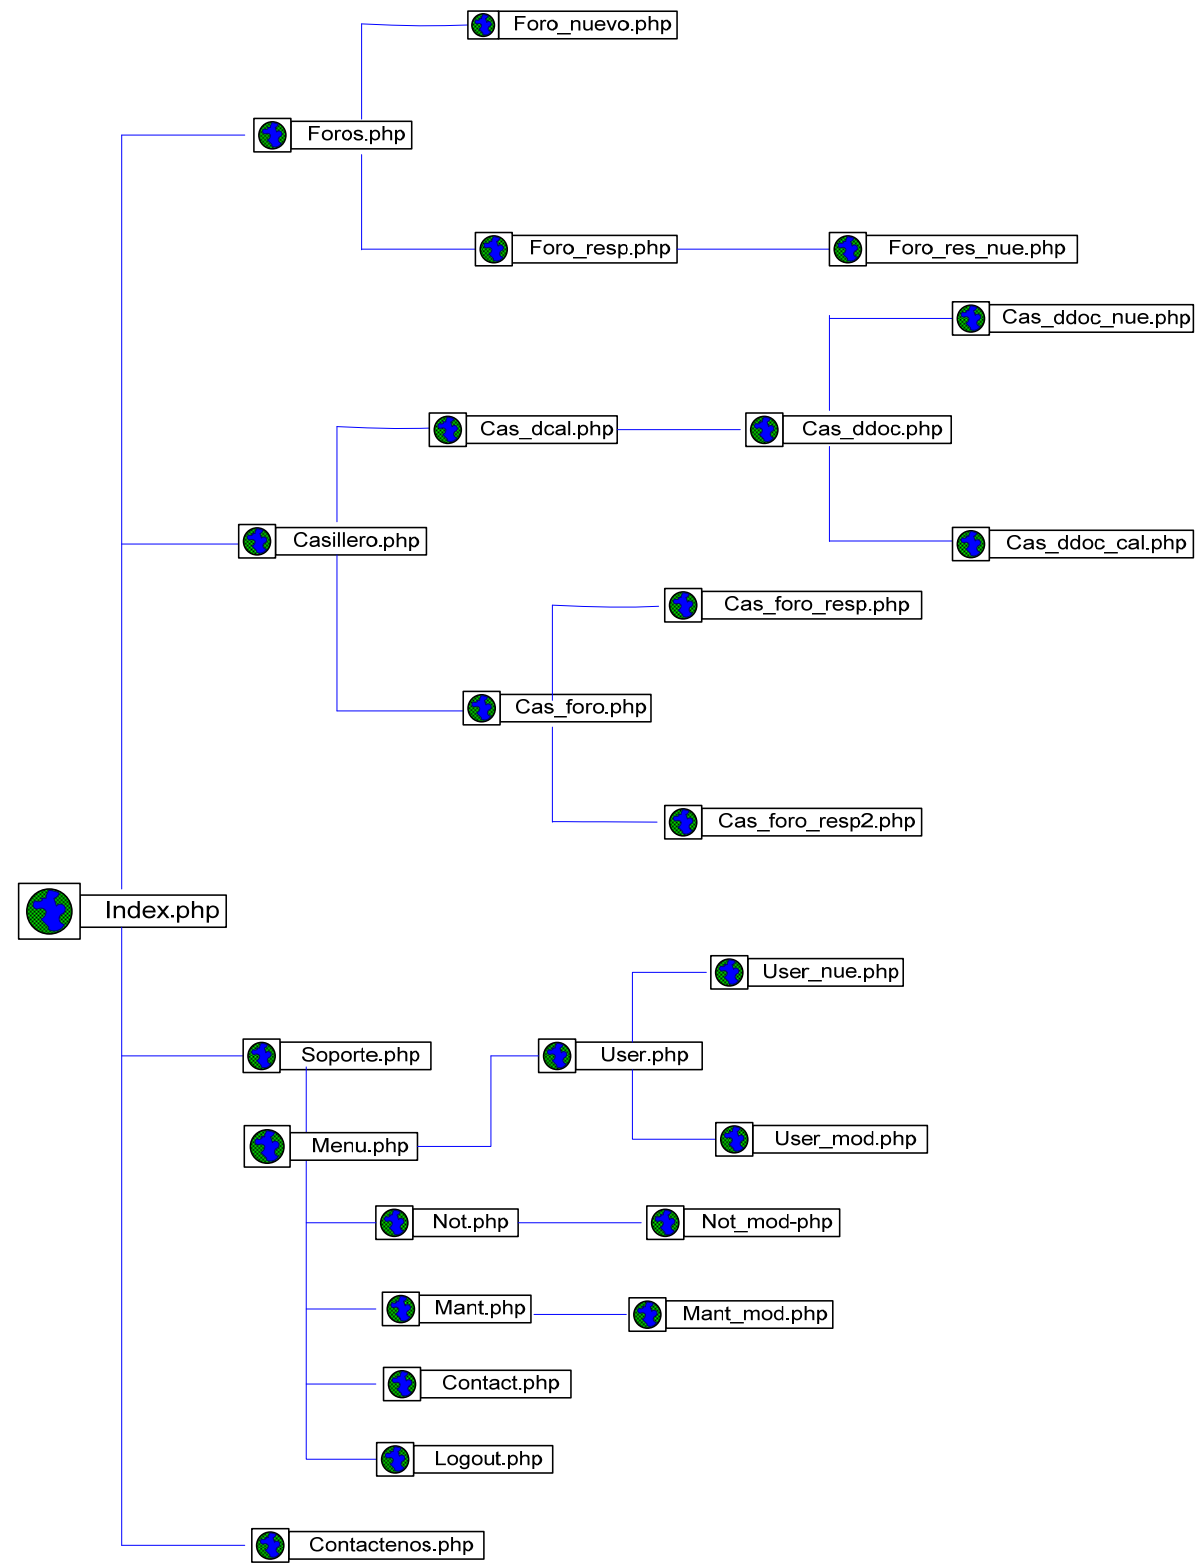 Foro_nuevo.php
Foros.php
Foro_resp.php
Foro_res_nue.php
Cas_ddoc_nue.php
Cas_dcal.php
Cas_ddoc.php
Casillero.php
Cas_ddoc_cal.php
Cas_foro_resp.php
Cas_foro.php
Cas_foro_resp2.php
Index.php
User_nue.php
Soporte.php
User.php
Menu.php
User_mod.php
Not.php
Not_mod-php
Mant.php
Mant_mod.php
Contact.php
Logout.php
Contactenos.php